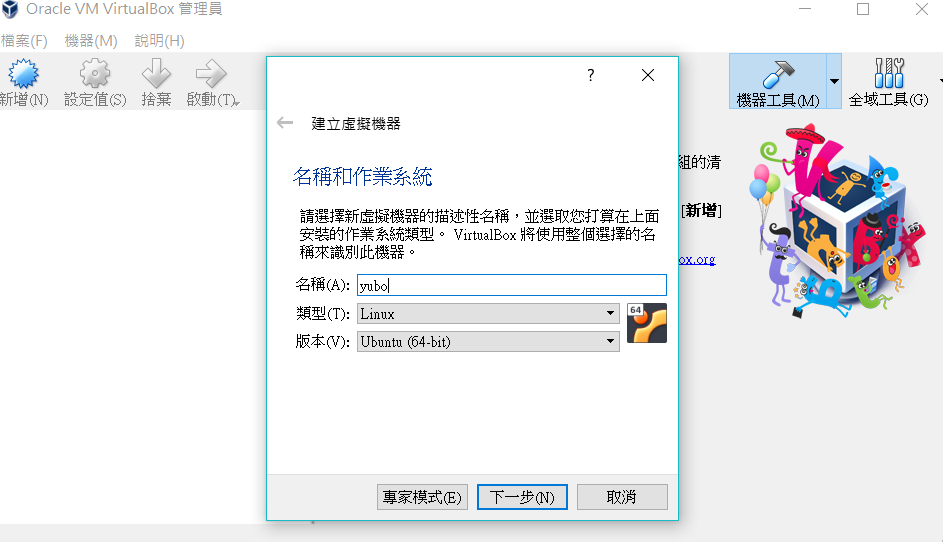 Oracle VM VirtualBox 管理員
檔案(F) 機器(M) 說明(H)
新增(N) 設定值(S) 捨棄 啟動(T)
機器工具(M) 全域工具(G)
?
建立虛擬機器
名稱和作業系統
組的清
請選擇新虛擬機器的描述性名稱，並選取您打算在上面
[新增]
安裝的作業系統類型。 VirtualBox 將使用整個選擇的名
稱來識別此機器。
ox.org
名稱(A): yubo
類型(T): Linux
64
版本(V): Ubuntu (64-bit)
專家模式(E) 下一步(N) 取消